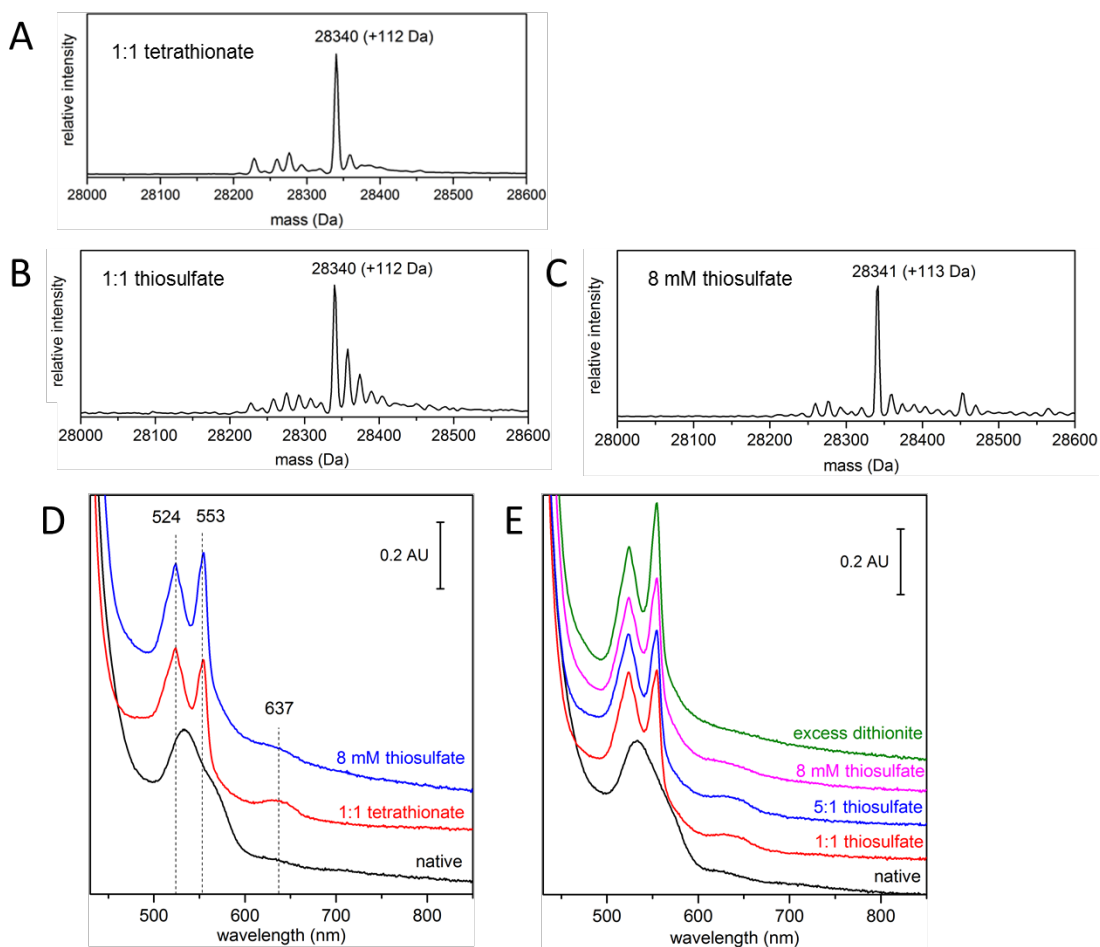 A
1:1 tetrathionate
28340 (+112 Da)
relative intensity
28000 28100 28200 28300 28400 28500 28600
mass (Da)
B
1:1 thiosulfate
28340 (+112 Da)
relative intensity
28000 28100 28200 28300 28400 28500 28600
mass (Da)
C
8 mM thiosulfate
28341 (+113 Da)
relative intensity
28000 28100 28200 28300 28400 28500 28600
mass (Da)
D
524 553
0.2 AU
637
8 mM thiosulfate
1:1 tetrathionate
native
500 600 700 800
wavelength (nm)
E
0.2 AU
excess dithionite
8 mM thiosulfate
5:1 thiosulfate
1:1 thiosulfate
native
500 600 700 800
wavelength (nm)